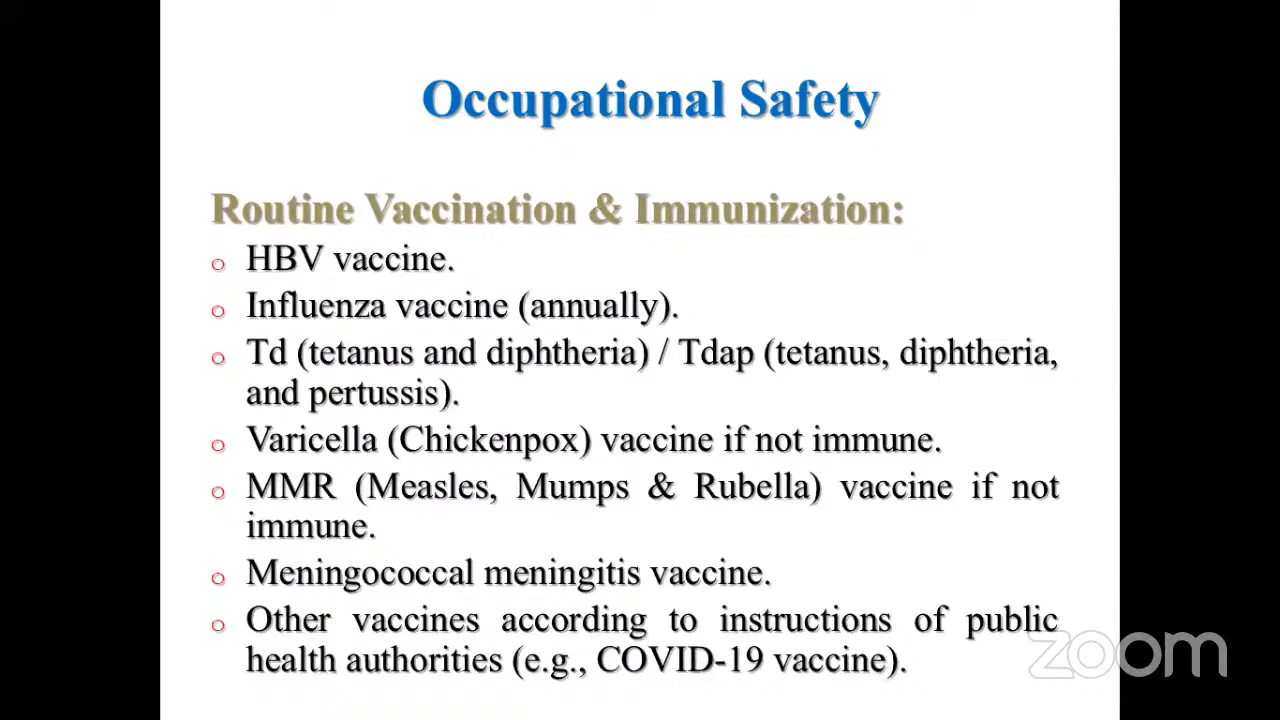 Occupational Safety
Routine Vaccination & Immunization:
o HBV vaccine.
o Influenza vaccine (annually).
o Td (tetanus and diphtheria) / Tdap (tetanus, diphtheria,
and pertussis).
o Varicella (Chickenpox) vaccine if not immune.
o MMR (Measles, Mumps & Rubella) vaccine if not
immune.
o Meningococcal meningitis vaccine.
o Other vaccines according to instructions of public
health authorities (e.g., COVID-19 vaccine).
zoom